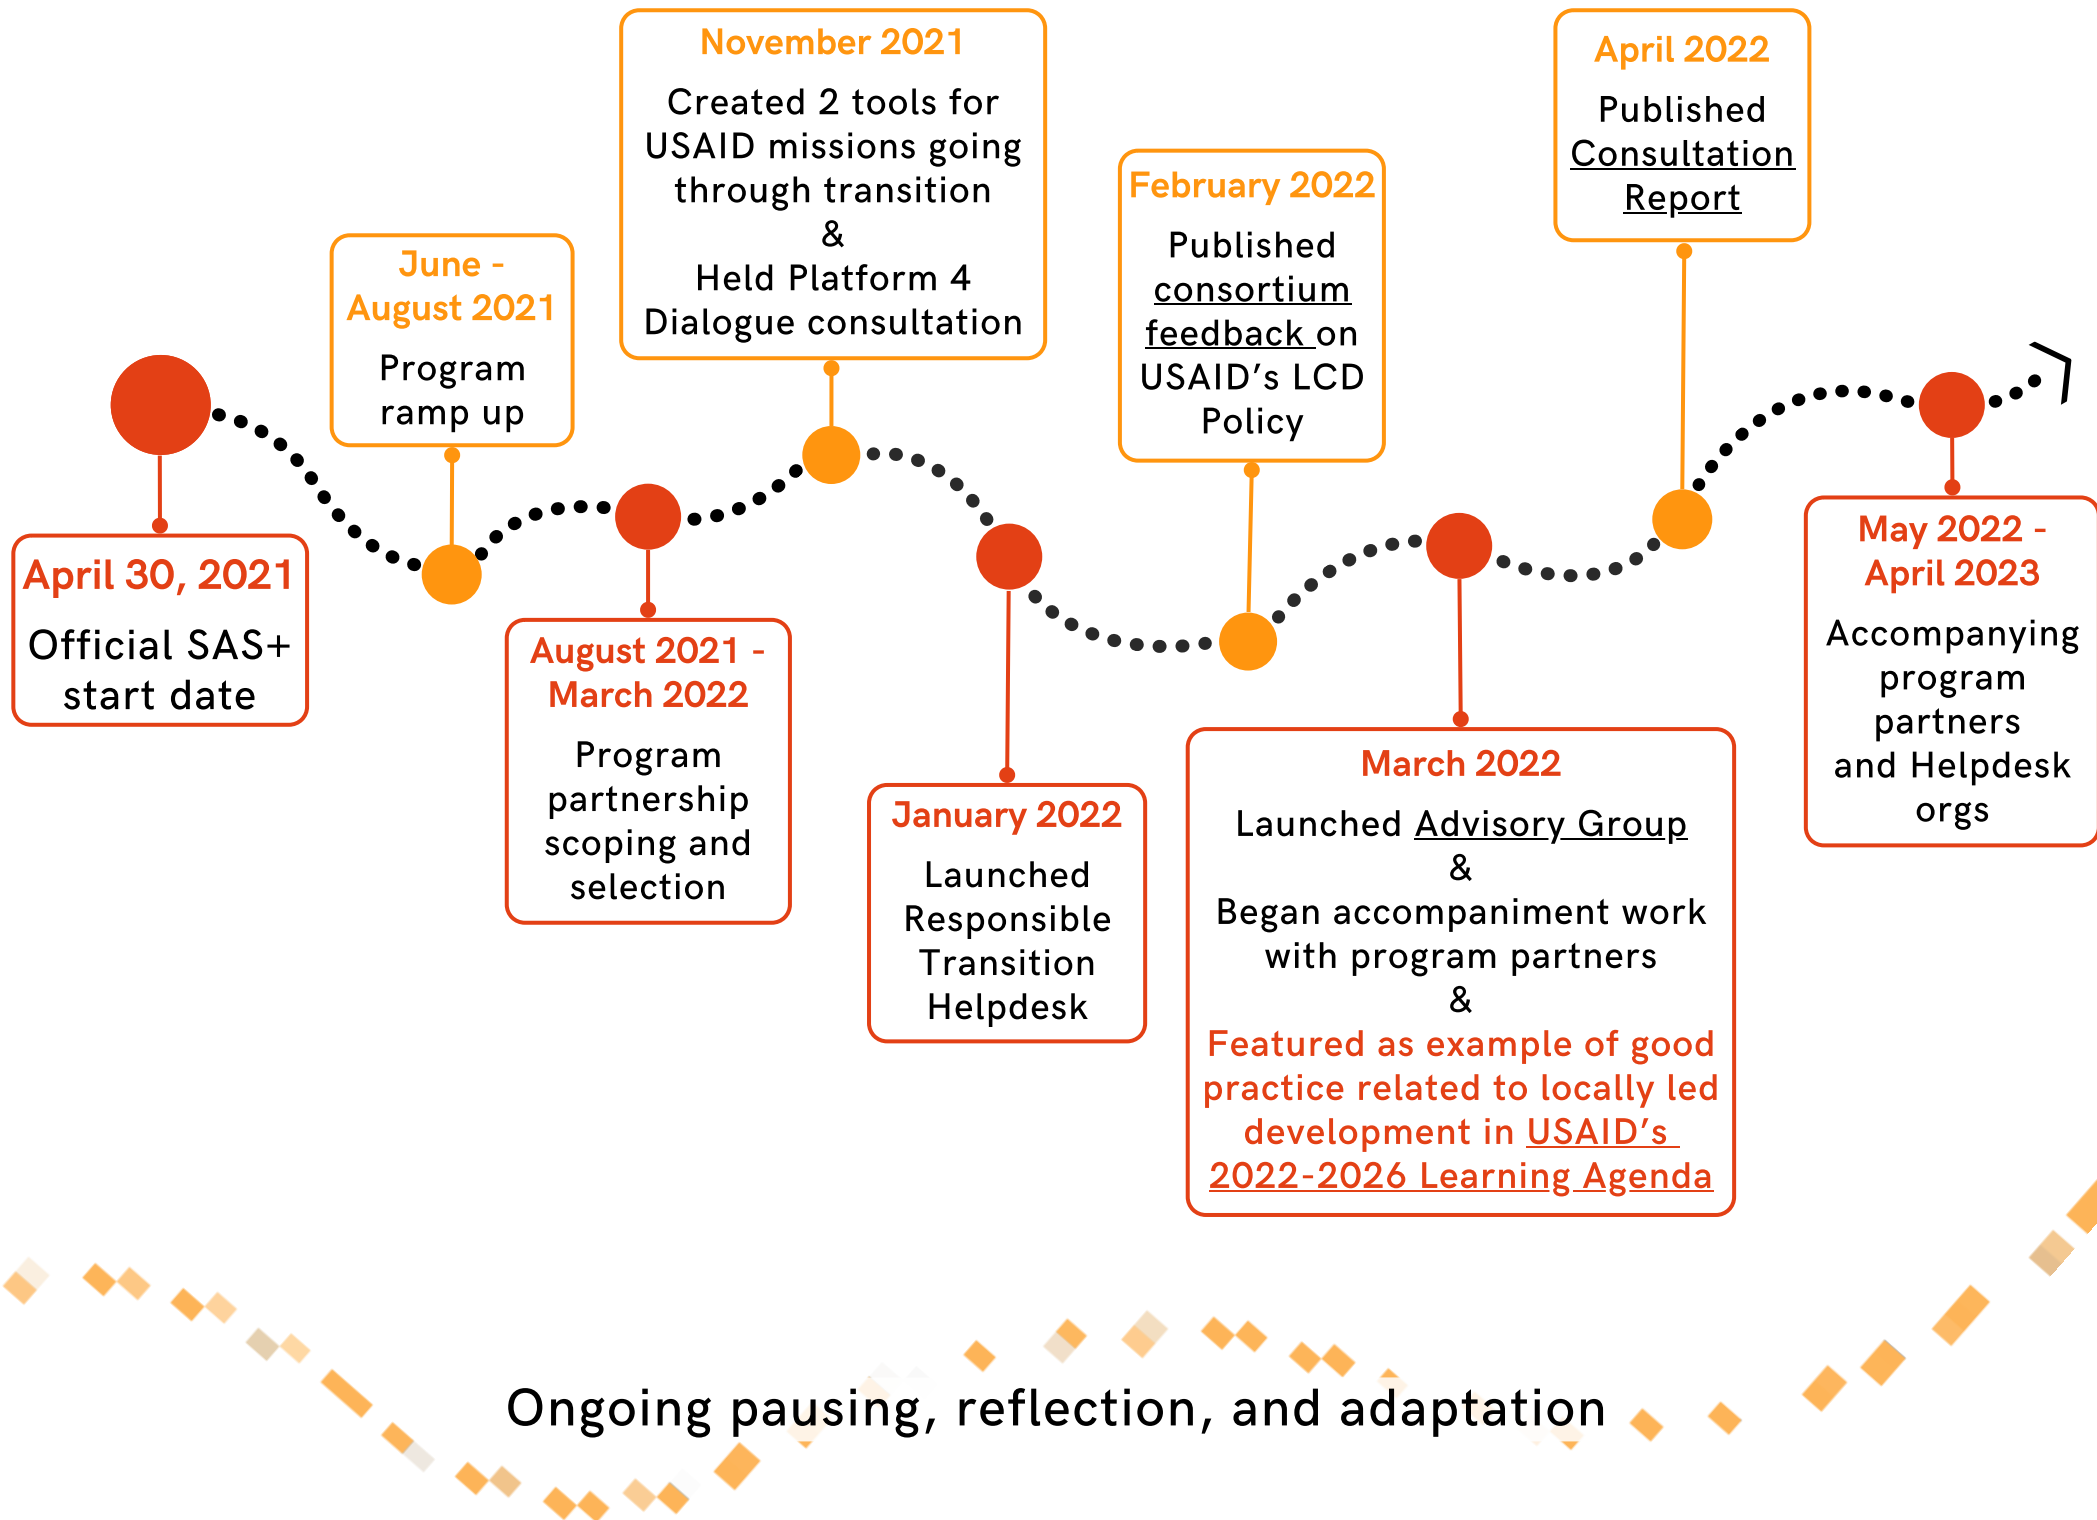 April 30, 2021
Official SAS+
start date
June -
August 2021
Program
ramp up
August 2021 -
March 2022
Program
partnership
scoping and
selection
November 2021
Created 2 tools for
USAID missions going
through transition
&
Held Platform 4
Dialogue consultation
January 2022
Launched
Responsible
Transition
Helpdesk
February 2022
Published
consortium
feedback on
USAID’s LCD
Policy
March 2022
Launched Advisory Group
&
Began accompaniment work
with program partners
&
Featured as example of good
practice related to locally led
development in USAID’s
2022-2026 Learning Agenda
April 2022
Published
Consultation
Report
May 2022 -
April 2023
Accompanying
program
partners
and Helpdesk
orgs
Ongoing pausing, reflection, and adaptation